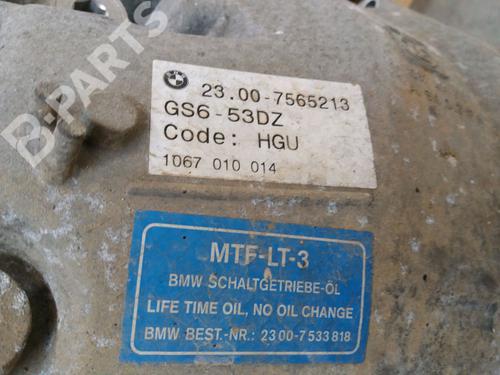 B-PARTS
23.00-7565213
GS6-53DZ
Code: HGU
1067 010 014
MTF-LT-3
BMW SCHALTGETRIEBE-ÖL
LIFE TIME OIL, NO OIL CHANGE
BMW BEST.-NR.: 23 00-7 533 818